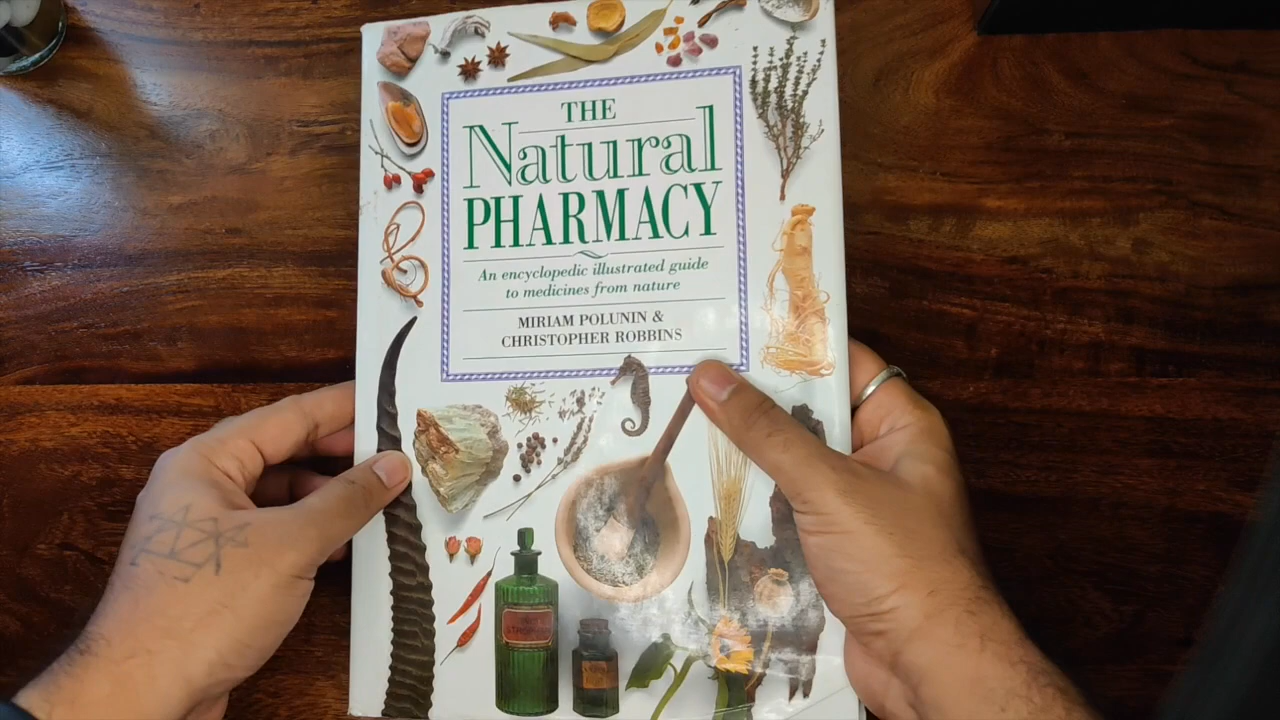 THE
Natural
PHARMACY
An encyclopedic illustrated guide
to medicines from nature
MIRIAM POLUNIN &
CHRISTOPHER ROBBINS